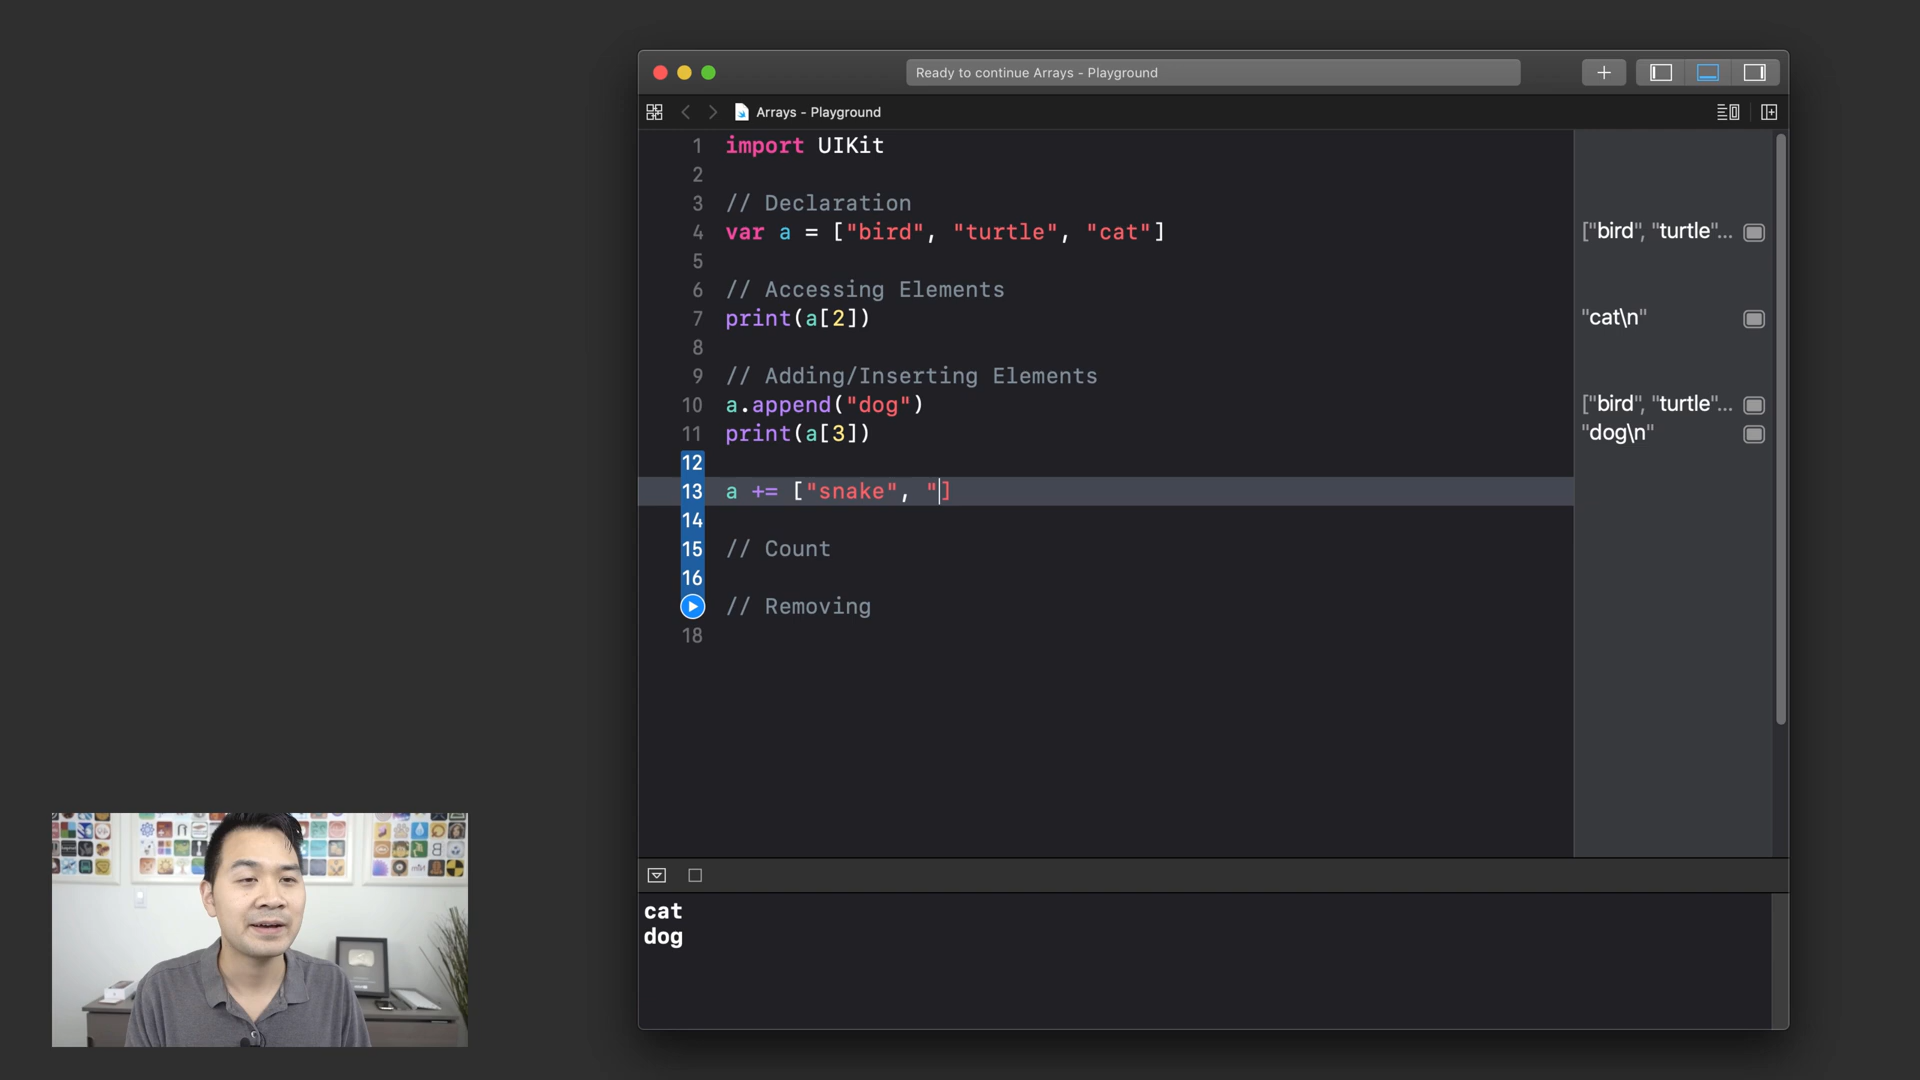 Ready to continue Arrays - Playground
Arrays - Playground
1 import UIKit
2
3 // Declaration
4 var a = ["bird", "turtle", "cat"] ["bird", "turtle"...
5
6 // Accessing Elements
7 print(a[2]) "cat\n"
8
9 // Adding/Inserting Elements
10 a.append("dog") ["bird", "turtle"...
11 print(a[3]) "dog\n"
12
13 a += ["snake", "]
14
15 // Count
16
// Removing
18
cat
dog